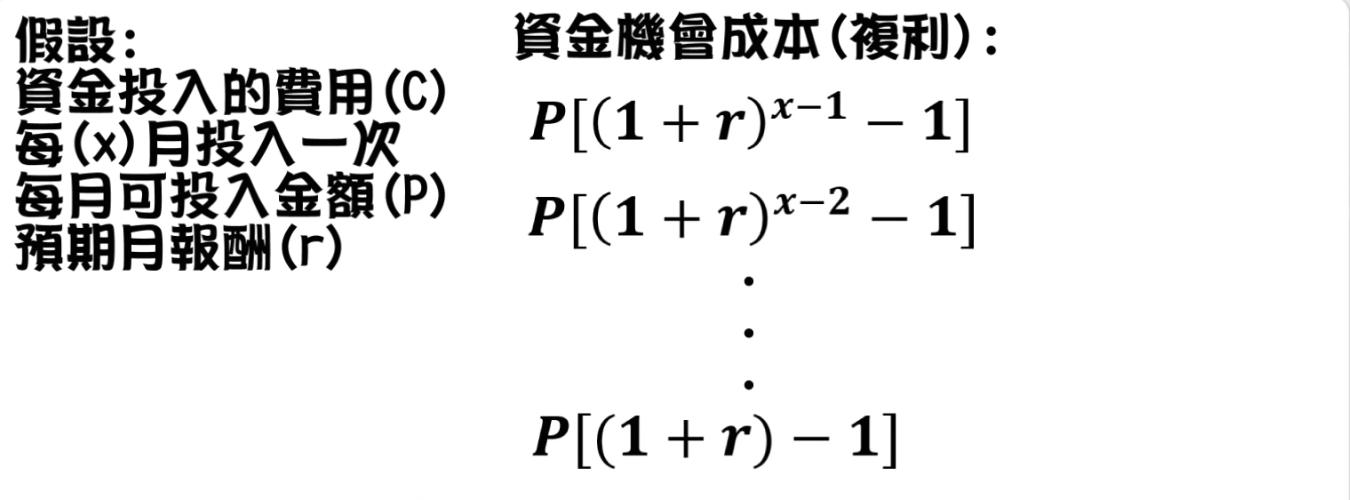 假設:
資金投入的費用(C)
每(x)月投入一次
每月可投入金額(P)
預期月報酬(r)
資金機會成本(複利):
P[(1 + r)^{x−1} − 1]
P[(1 + r)^{x−2} − 1]
.
.
.
P[(1 + r) − 1]